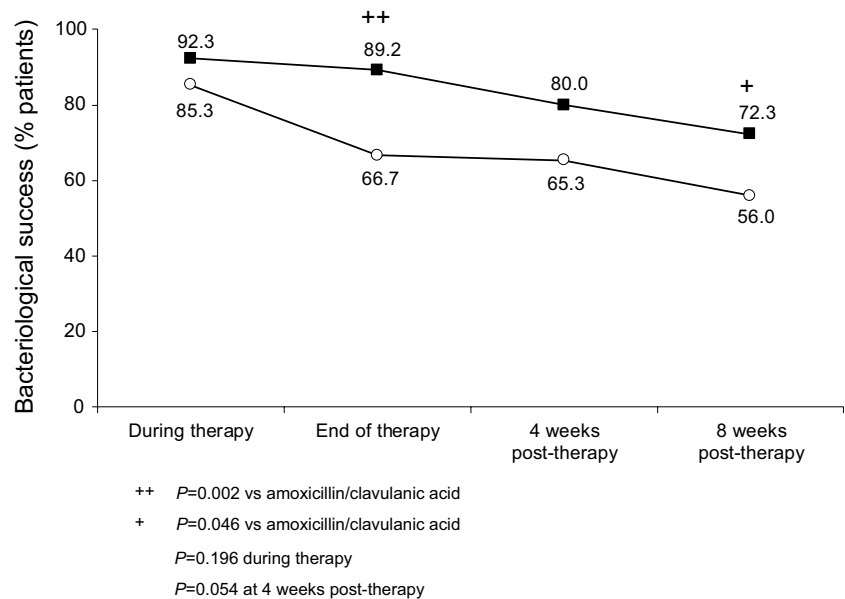 Bacteriological success (% patients)
100
80
60
40
20
0
++
+
92.3
89.2
80.0
72.3
85.3
66.7
65.3
56.0
During therapy
End of therapy
4 weeks
post-therapy
8 weeks
post-therapy
++ P=0.002 vs amoxicillin/clavulanic acid
+ P=0.046 vs amoxicillin/clavulanic acid
P=0.196 during therapy
P=0.054 at 4 weeks post-therapy